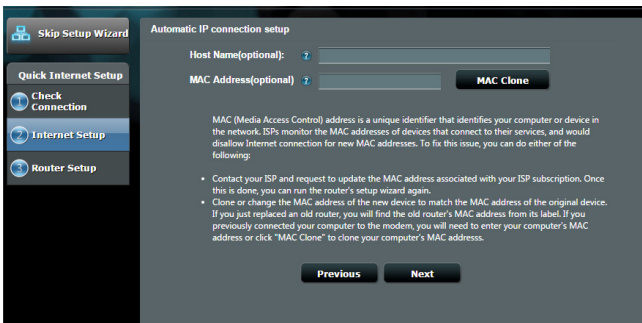 Skip Setup Wizard
Quick Internet Setup
1 Check
Connection
2 Internet Setup
3 Router Setup
Automatic IP connection setup
Host Name(optional): ?
MAC Address(optional) ? MAC Clone
MAC (Media Access Control) address is a unique identifier that identifies your computer or device in
the network. ISPs monitor the MAC addresses of devices that connect to their services, and would
disallow Internet connection for new MAC addresses. To fix this issue, you can do either of the
following:
• Contact your ISP and request to update the MAC address associated with your ISP subscription. Once
this is done, you can run the router's setup wizard again.
• Clone or change the MAC address of the new device to match the MAC address of the original device.
If you just replaced an old router, you will find the old router's MAC address from its label. If you
previously connected your computer to the modem, you will need to enter your computer's MAC
address or click "MAC Clone" to clone your computer's MAC addresss.
Previous Next